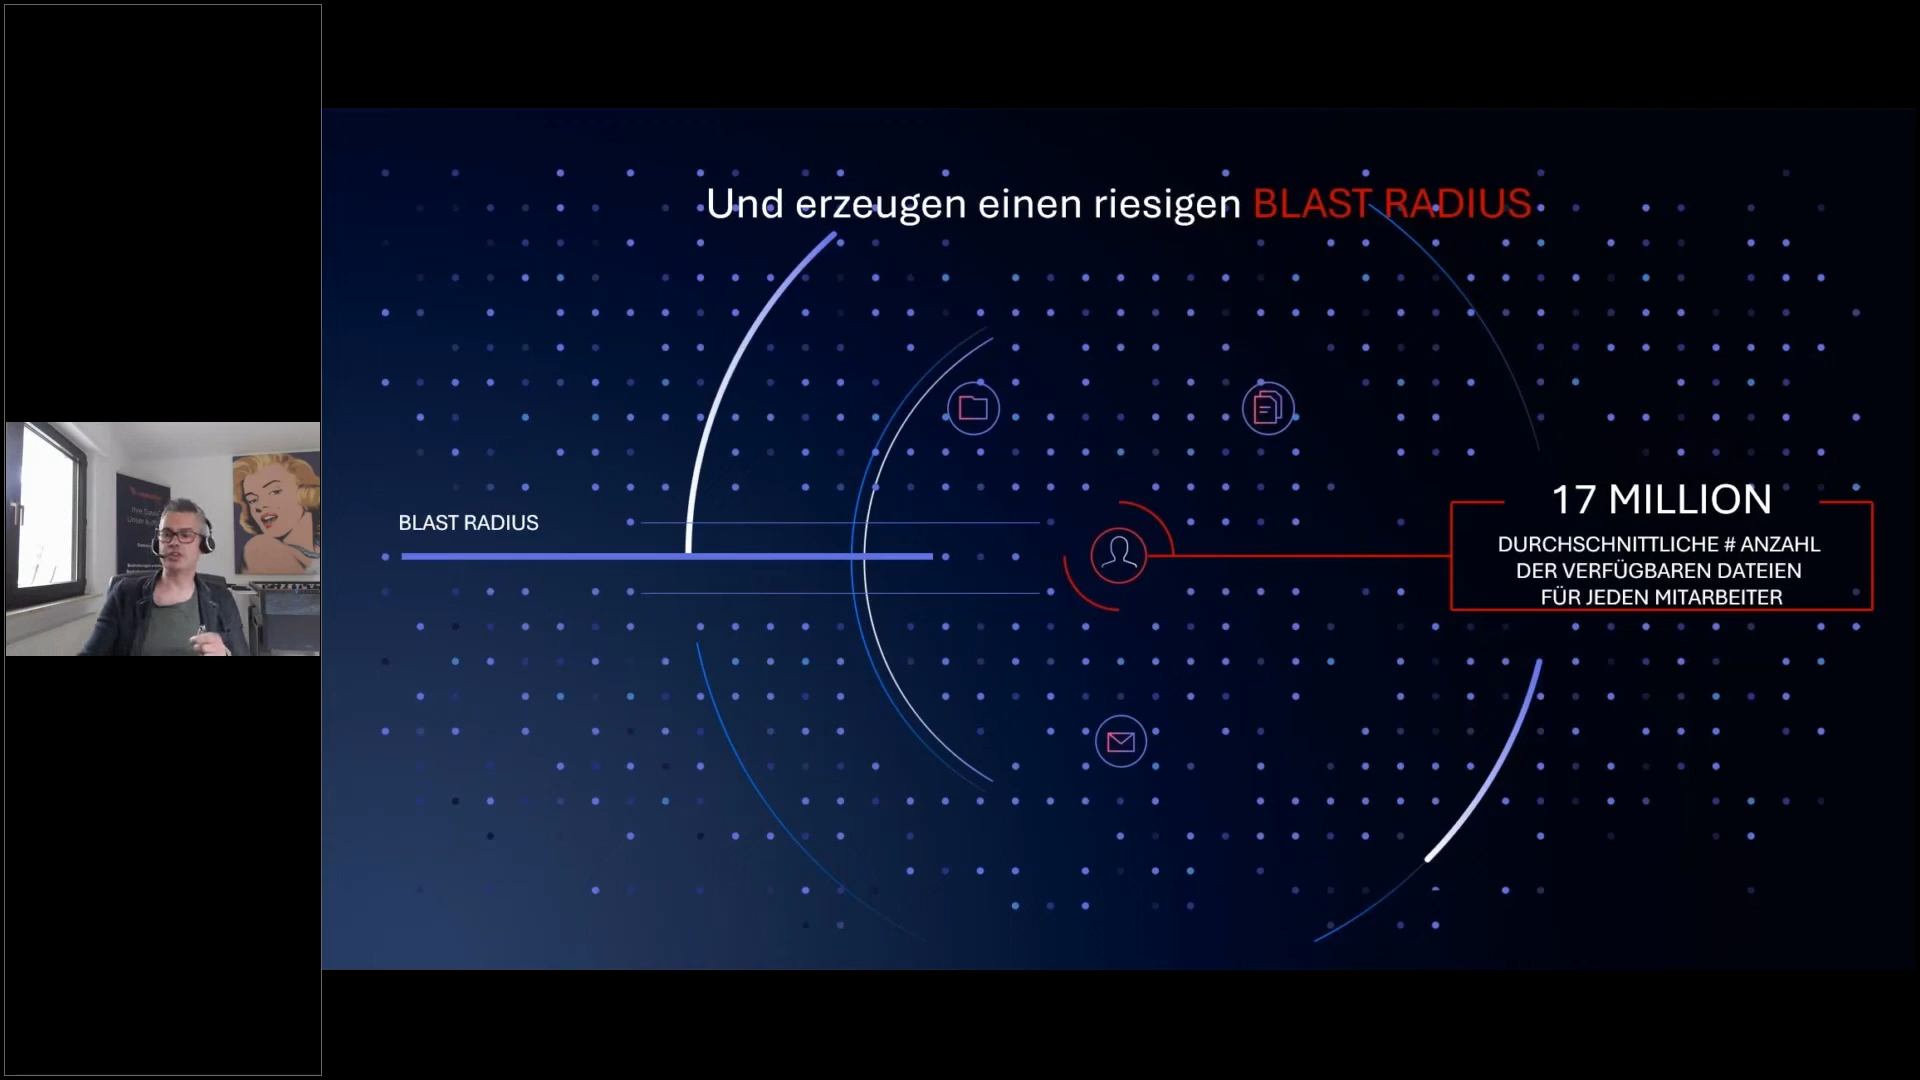 Und erzeugen einen riesigen BLAST RADIUS
BLAST RADIUS
17 MILLION
DURCHSCHNITTLICHE # ANZAHL
DER VERFÜGBAREN DATEIEN
FÜR JEDEN MITARBEITER